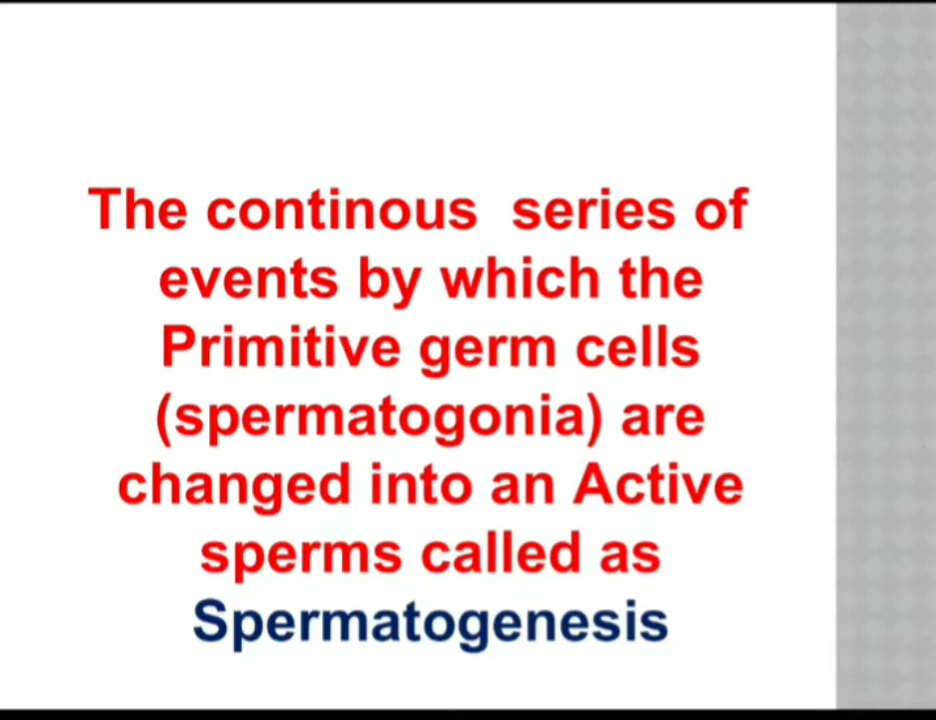 The continous series of
events by which the
Primitive germ cells
(spermatogonia) are
changed into an Active
sperms called as
Spermatogenesis